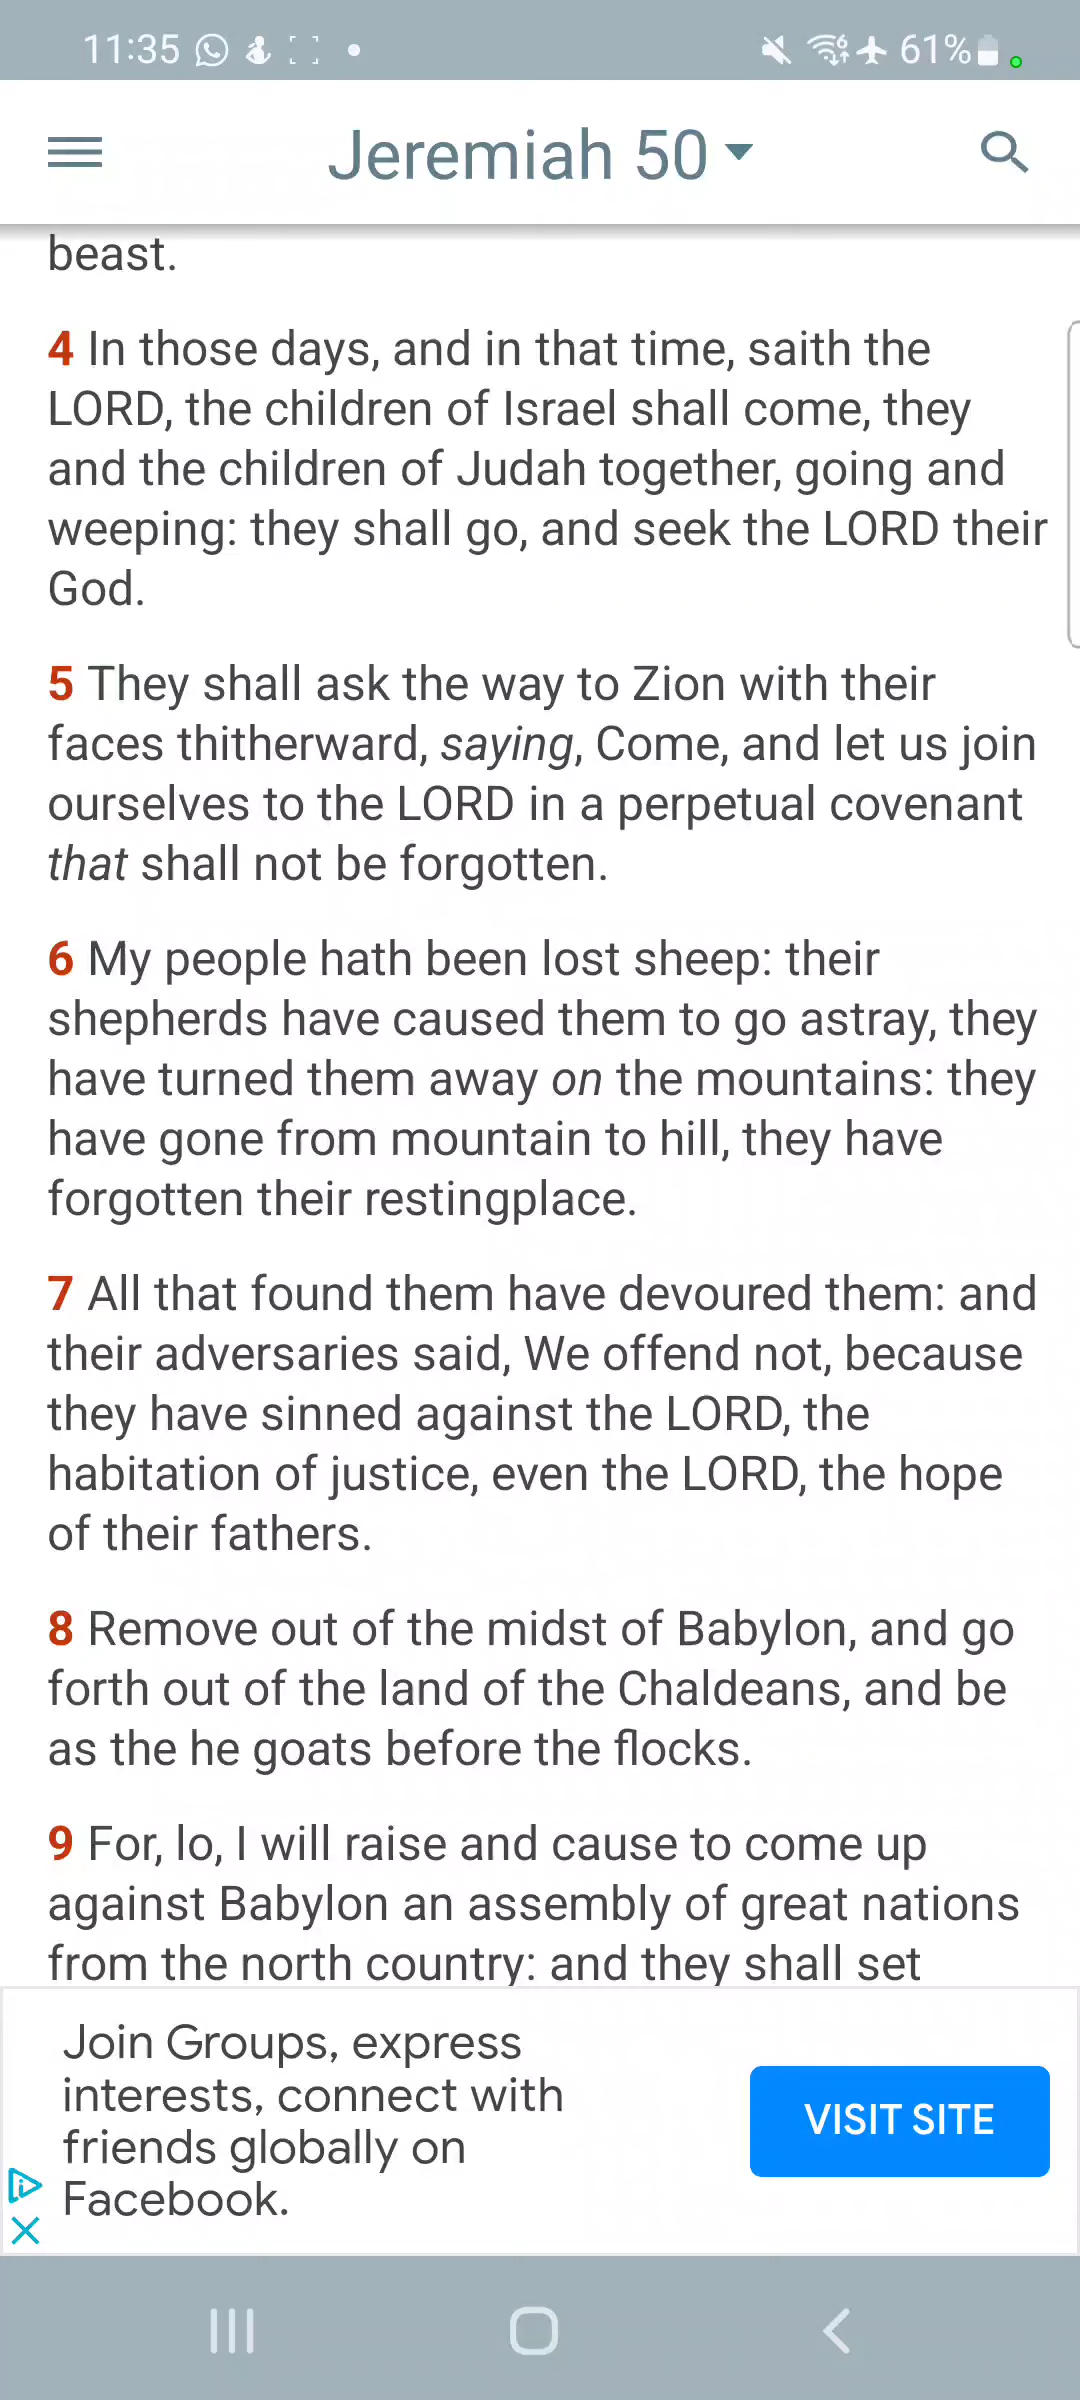 11:35
61%
Jeremiah 50
beast.
4 In those days, and in that time, saith the
LORD, the children of Israel shall come, they
and the children of Judah together, going and
weeping: they shall go, and seek the LORD their
God.
5 They shall ask the way to Zion with their
faces thitherward, saying, Come, and let us join
ourselves to the LORD in a perpetual covenant
that shall not be forgotten.
6 My people hath been lost sheep: their
shepherds have caused them to go astray, they
have turned them away on the mountains: they
have gone from mountain to hill, they have
forgotten their restingplace.
7 All that found them have devoured them: and
their adversaries said, We offend not, because
they have sinned against the LORD, the
habitation of justice, even the LORD, the hope
of their fathers.
8 Remove out of the midst of Babylon, and go
forth out of the land of the Chaldeans, and be
as the he goats before the flocks.
9 For, lo, I will raise and cause to come up
against Babylon an assembly of great nations
from the north country: and they shall set
Join Groups, express
interests, connect with
friends globally on
Facebook.
VISIT SITE